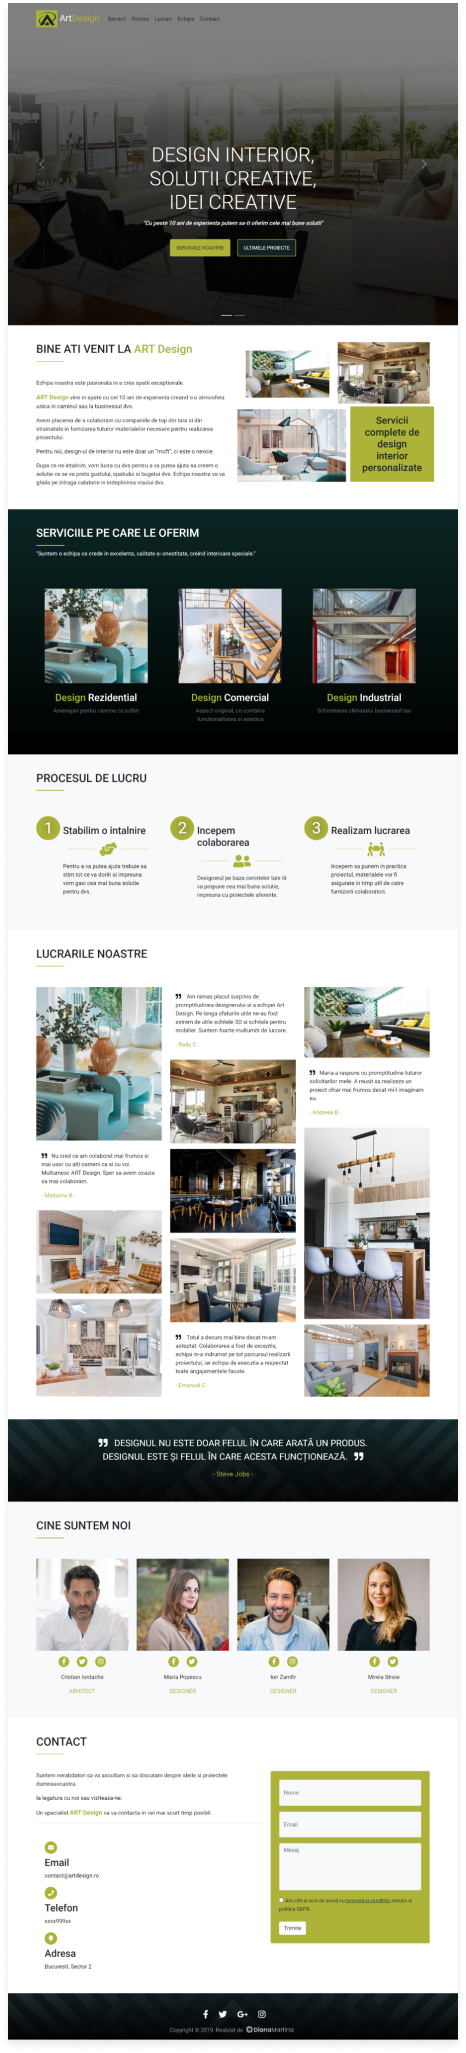 ArtDesign Servicii Proces Lucrari Echipa Contact
DESIGN INTERIOR,
SOLUTII CREATIVE,
IDEI CREATIVE
"Cu peste 10 ani de experienta putem sa-ti oferim cele mai bune solutii"
SERVICIILE NOASTRE ULTIMELE PROIECTE
BINE ATI VENIT LA ART Design
Echipa noastra este pasionata in a crea spatii exceptionale.
ART Design vine in spate cu cei 10 ani de experienta creand o o atmosfera
unica in caminul sau la businessul dvs.
Avem placerea de a colabora cu companiile de top din tara si din
strainatate in furnizarea tuturor materialelor necesare pentru realizarea
proiectului.
Pentru noi, design-ul de interior nu este doar un "moft", ci este o nevoie.
Dupa ce ne intalnim, vom lucra cu dvs pentru a va putea ajuta sa creem o
solutie ce se va preta gustului, spatiului si bugetul dvs. Echipa noastra va va
ghida pe intraga calatorie in indeplinirea visului dvs.
Servicii
complete de
design
interior
personalizate
SERVICIILE PE CARE LE OFERIM
"Suntem o echipa ce crede in excelenta, calitate si onestitate, creind interioare speciale."
Design Rezidential
Amenajari pentru camine cu suflet
Design Comercial
Aspect original, ce combina
functionalitatea si estetica
Design Industrial
Schimbarea climatului businessul tau
PROCESUL DE LUCRU
1 Stabilim o intalnire
Pentru a va putea ajuta trebuie sa
stim tot ce va doriti si impreuna
vom gasi cea mai buna solutie
pentru dvs.
2 Incepem
colaborarea
Designerul pe baza cerintelor tale iti
va propune cea mai buna solutie,
impreuna cu proiectele aferente.
3 Realizam lucrarea
Incepem sa punem in practica
proiectul, materialele vor fi
asigurate in timp util de catre
furnizorii colaboratori.
LUCRARILE NOASTRE
Nu cred ca am colaborat mai frumos si
mai usor cu alti oameni ca si cu voi.
Multumesc ART Design. Sper sa avem ocazia
sa mai colaboram.
- Madalina B -
Am ramas placut surprins de
promptitudinea designerului si a echipei Art
Design. Pe langa sfaturile utile ne-au fost
extrem de utile schitele 3D si schitele pentru
mobilier. Suntem foarte multumiti de lucrare.
- Radu C -
Totul a decurs mai bine decat m-am
asteptat. Colaborarea a fost de exceptie,
echipa m-a indrumat pe tot parcursul realizarii
proiectului, iar echipa de executia a respectat
toate angajamentele facute.
- Emanuel C -
Maria a raspuns cu promptitudine tuturor
solicitarilor mele. A reusit sa realizeze un
proiect chiar mai frumos decat mi-l imaginam
eu.
- Andreea B -
DESIGNUL NU ESTE DOAR FELUL ÎN CARE ARATĂ UN PRODUS.
DESIGNUL ESTE ȘI FELUL ÎN CARE ACESTA FUNCȚIONEAZĂ.
- Steve Jobs -
CINE SUNTEM NOI
Cristian Iordache
ARHITECT
Maria Popescu
DESIGNER
Ion Zamfir
DESIGNER
Mirela Stroie
DESIGNER
CONTACT
Suntem nerabdatori sa va ascultam si sa discutam despre ideile si proiectele
dumneavoastra.
Ia legatura cu noi sau viziteaza-ne.
Un specialist ART Design va va contacta in cel mai scurt timp posibil
Email
contact@artdesign.ro
Telefon
xxxx999xx
Adresa
Bucuresti, Sector 2
Nume
Email
Mesaj
Am citit si sunt de acord cu termenii si conditiile siteului si
politica GDPR.
Trimite
Copyright © 2019. Realizat de DianaMartina